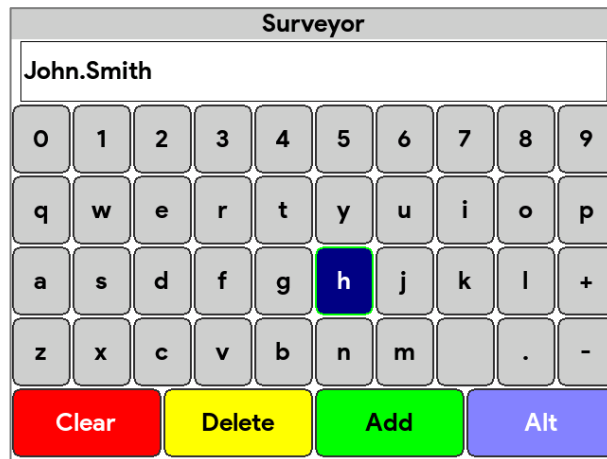 Surveyor
John.Smith
0 1 2 3 4 5 6 7 8 9
q w e r t y u i o p
a s d f g h j k l +
z x c v b n m . -
Clear Delete Add Alt